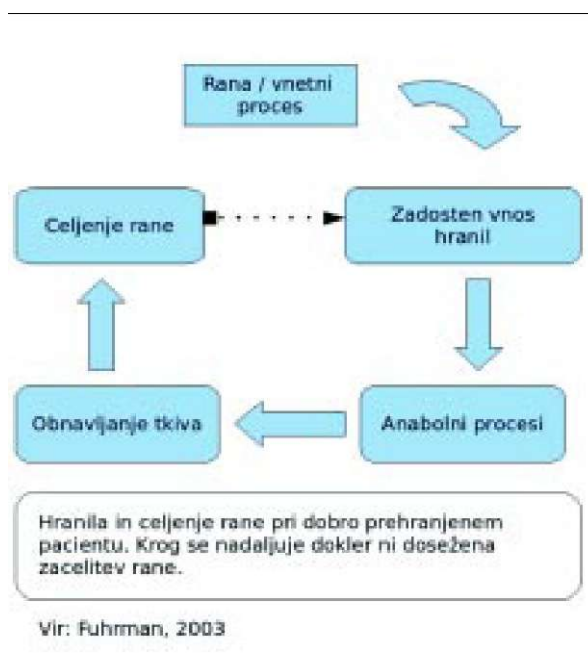 Rana / vnetni
proces
Celjenje rane
Zadosten vnos
hranil
Obnavljanje tkiva
Anabolni procesi
Hranila in celjenje rane pri dobro prehranjenem
pacientu. Krog se nadaljuje dokler ni dosežena
zacelitev rane.
Vir: Fuhrman, 2003